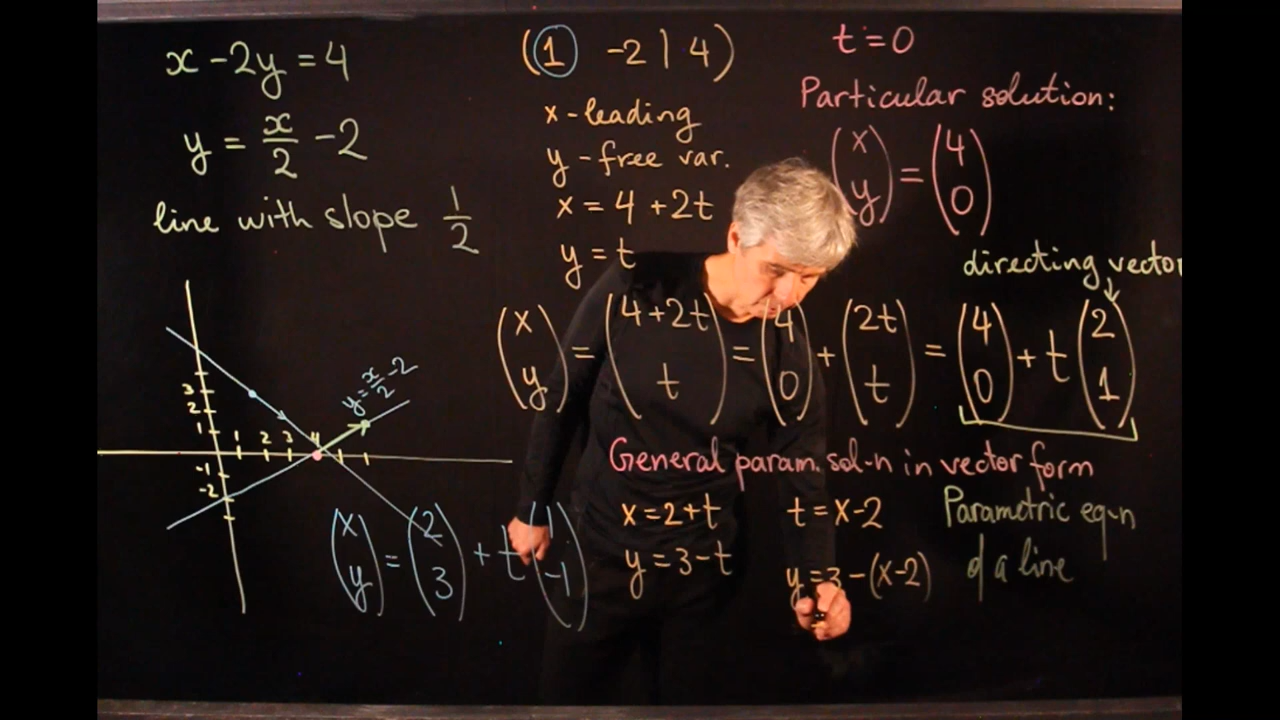 x - 2y = 4
y = x/2 - 2
line with slope 1/2
(1 -2 | 4)
x - leading
y - free var.
x = 4 + 2t
y = t
t = 0
Particular solution:
(x y) = (4 0)
directing vector
(x y) = (4+2t t) = (4 0) + (2t t) = (4 0) + t (2 1)
General param. sol-n in vector form
x = 2 + t
y = 3 - t
t = x - 2
y = 3 - (x - 2)
Parametric eq-n
of a line
3
2
1
-1
-2
1 2 3 4
y = x/2 - 2
(x y) = (2 3) + t (1 -1)